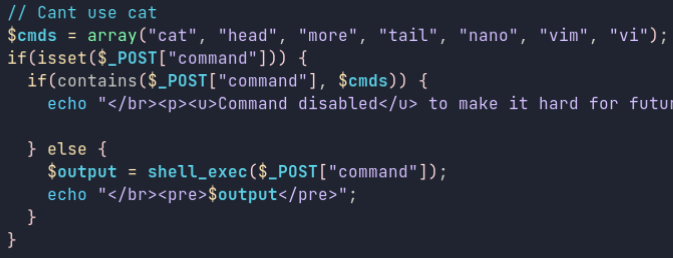 // Cant use cat
$cmds = array("cat", "head", "more", "tail", "nano", "vim", "vi");
if(isset($_POST["command"])) {
if(contains($_POST["command"], $cmds)) {
echo "</br><p><u>Command disabled</u> to make it hard for
} else {
$output = shell_exec($_POST["command"]);
echo "</br><pre>$output</pre>";
}
}